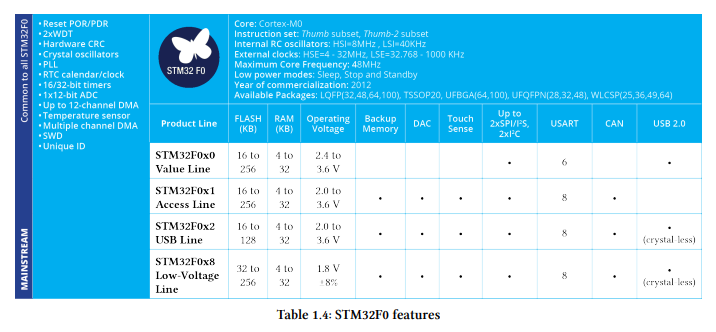 Common to all STM32F0
MAINSTREAM
• Reset POR/PDR
• 2xWDT
• Hardware CRC
• Crystal oscillators
• PLL
• RTC calendar/clock
• 16/32-bit timers
• 1x12-bit ADC
• Up to 12-channel DMA
• Temperature sensor
• Multiple channel DMA
• SWD
• Unique ID
STM32 F0
Core: Cortex-M0
Instruction set: Thumb subset, Thumb-2 subset
Internal RC oscillators: HSI=8MHz , LSI=40KHz
External clocks: HSE=4 - 32MHz, LSE=32.768 - 1000 KHz
Maximum Core Frequency: 48MHz
Low power modes: Sleep, Stop and Standby
Year of commercialization: 2012
Available Packages: LQFP(32,48,64,100), TSSOP20, UFBGA(64,100), UFQFPN(28,32,48), WLCSP(25,36,49,64)
Product Line FLASH (KB) RAM (KB) Operating Voltage Backup Memory DAC Touch Sense Up to 2xSPI/I²S, 2xI²C USART CAN USB 2.0
STM32F0x0 16 to 4 to 2.4 to
Value Line 256 32 3.6 V • 6 •
STM32F0x1 16 to 4 to 2.0 to
Access Line 256 32 3.6 V • • • • 8 •
STM32F0x2 16 to 4 to 2.0 to
USB Line 128 32 3.6 V • • • • 8 • • (crystal-less)
STM32F0x8 32 to 4 to 1.8 V
Low-Voltage 256 32 ±8% • • • • 8 • • (crystal-less)
Line
Table 1.4: STM32F0 features